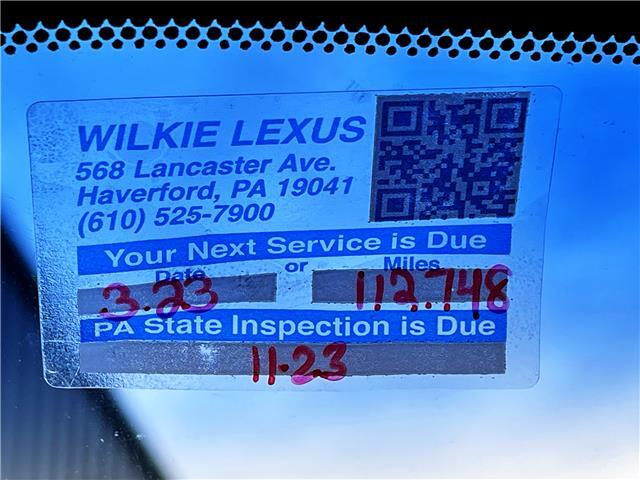 WILKIE LEXUS
568 Lancaster Ave.
Haverford, PA 19041
(610) 525-7900
Your Next Service is Due
Date or Miles
3.23 112,748
PA State Inspection is Due
11-23